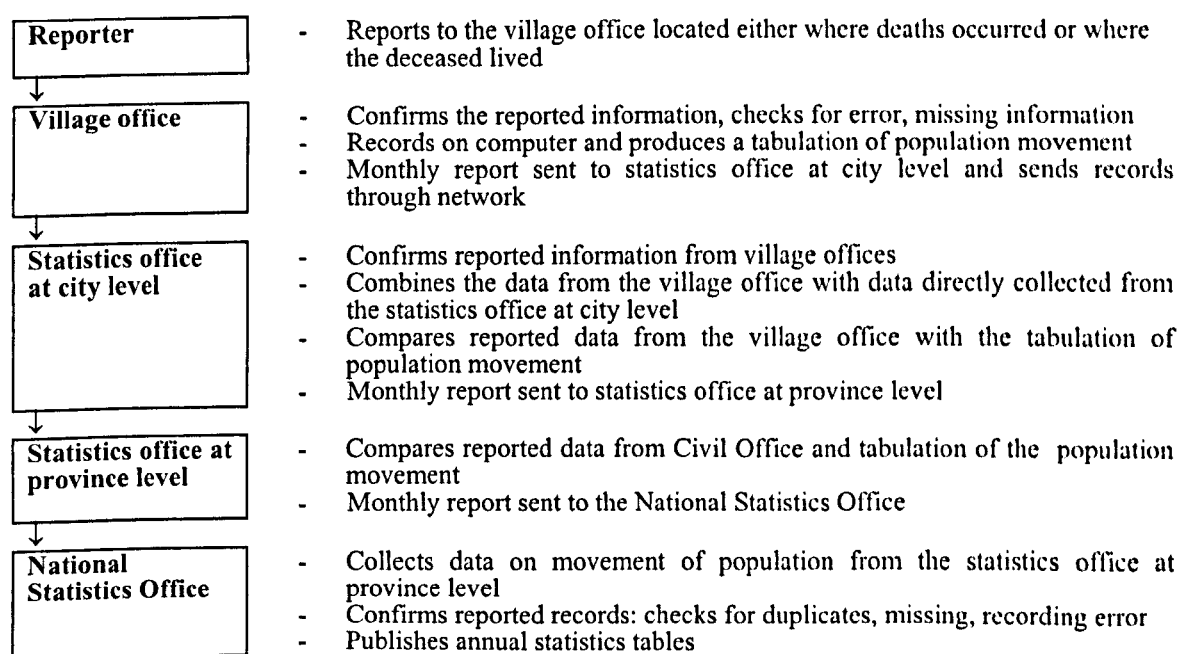 Reporter
- Reports to the village office located either where deaths occurred or where
the deceased lived
↓
Village office
- Confirms the reported information, checks for error, missing information
- Records on computer and produces a tabulation of population movement
- Monthly report sent to statistics office at city level and sends records
through network
↓
Statistics office
at city level
- Confirms reported information from village offices
- Combines the data from the village office with data directly collected from
the statistics office at city level
- Compares reported data from the village office with the tabulation of
population movement
- Monthly report sent to statistics office at province level
↓
Statistics office at
province level
- Compares reported data from Civil Office and tabulation of the population
movement
- Monthly report sent to the National Statistics Office
↓
National
Statistics Office
- Collects data on movement of population from the statistics office at
province level
- Confirms reported records: checks for duplicates, missing, recording error
- Publishes annual statistics tables